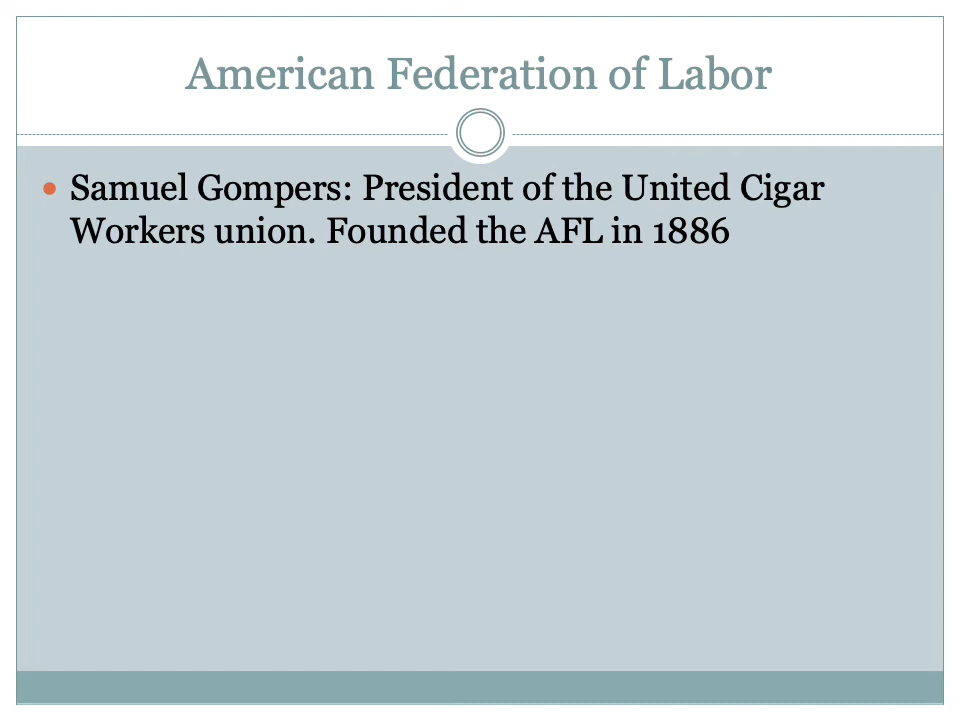 American Federation of Labor
• Samuel Gompers: President of the United Cigar
Workers union. Founded the AFL in 1886